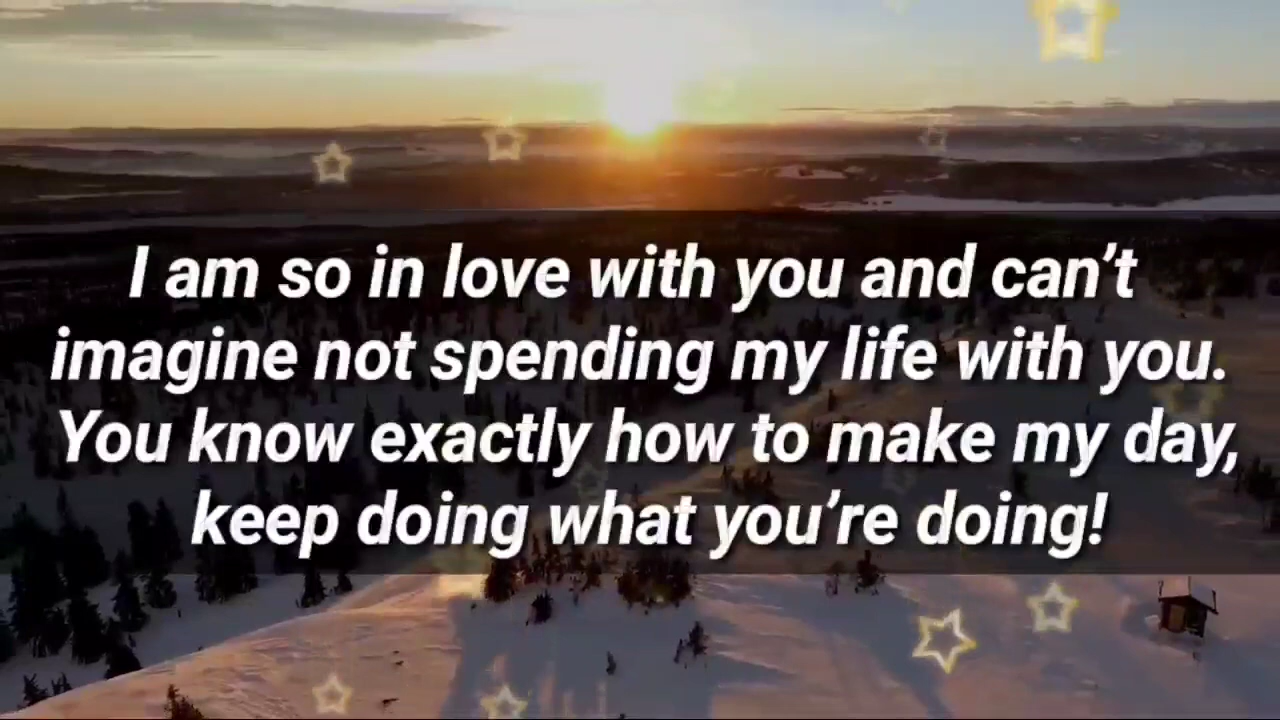 I am so in love with you and can’t
imagine not spending my life with you.
You know exactly how to make my day,
keep doing what you’re doing!